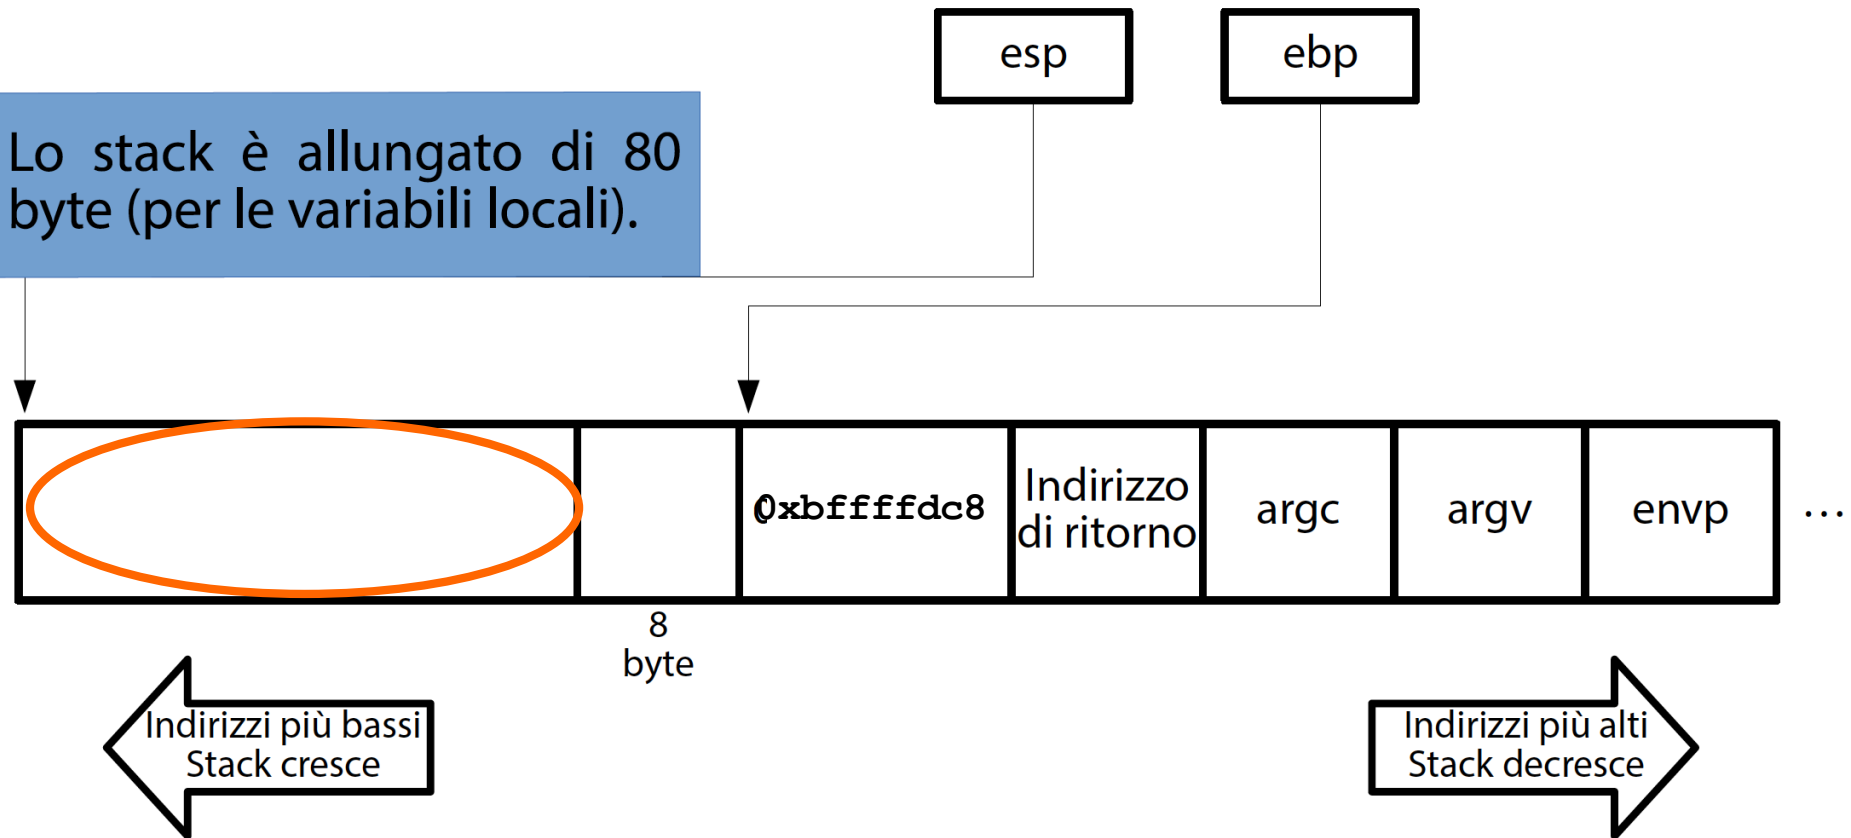 esp
ebp
Lo stack è allungato di 80
byte (per le variabili locali).
0xbffffdc8
Indirizzo
di ritorno
argc
argv
envp
...
8
byte
Indirizzi più bassi
Stack cresce
Indirizzi più alti
Stack decresce